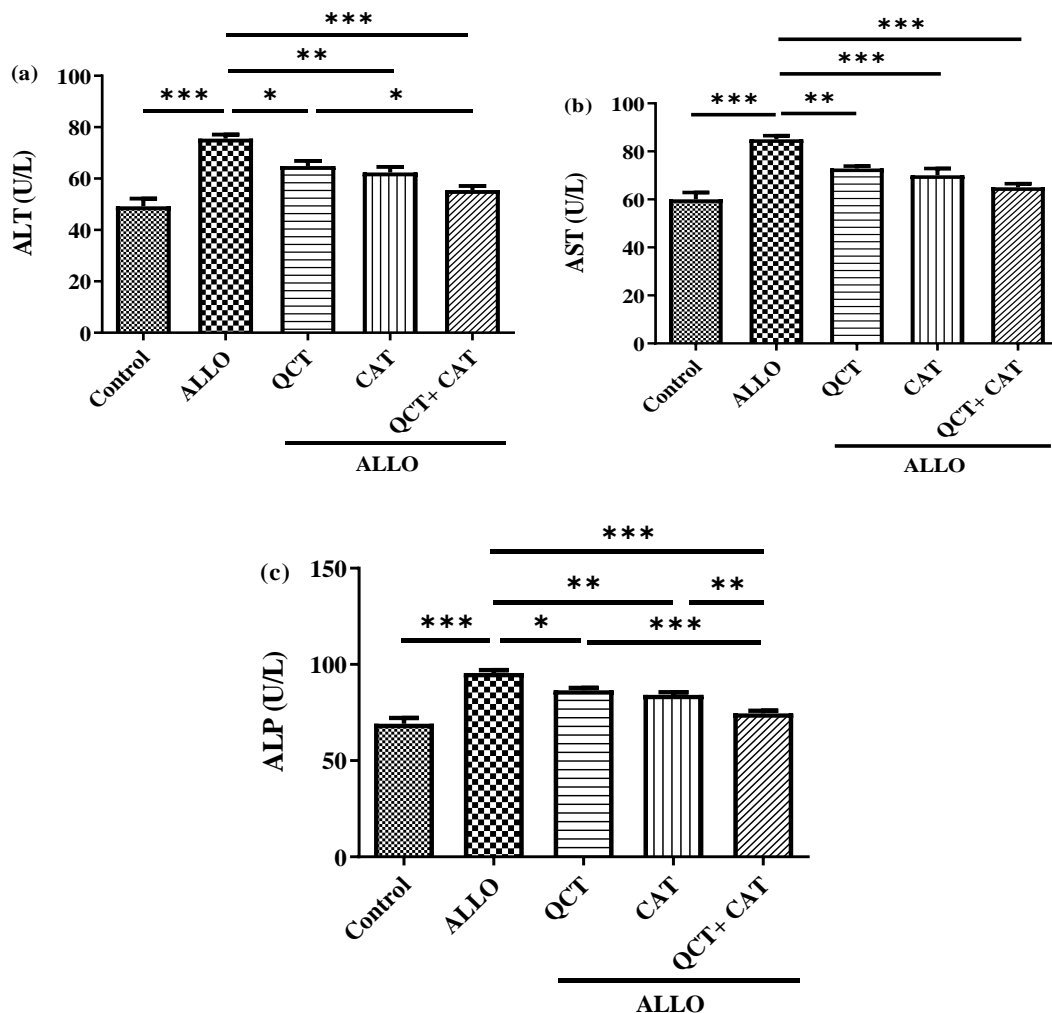 (a)
***
**
***
*
*
ALT (U/L)
100
80
60
40
20
0
Control
ALLO
QCT
CAT
QCT+ CAT
ALLO
(b)
***
***
***
**
AST (U/L)
100
80
60
40
20
0
Control
ALLO
QCT
CAT
QCT+ CAT
ALLO
(c)
***
**
**
***
*
***
ALP (U/L)
150
100
50
0
Control
ALLO
QCT
CAT
QCT+ CAT
ALLO